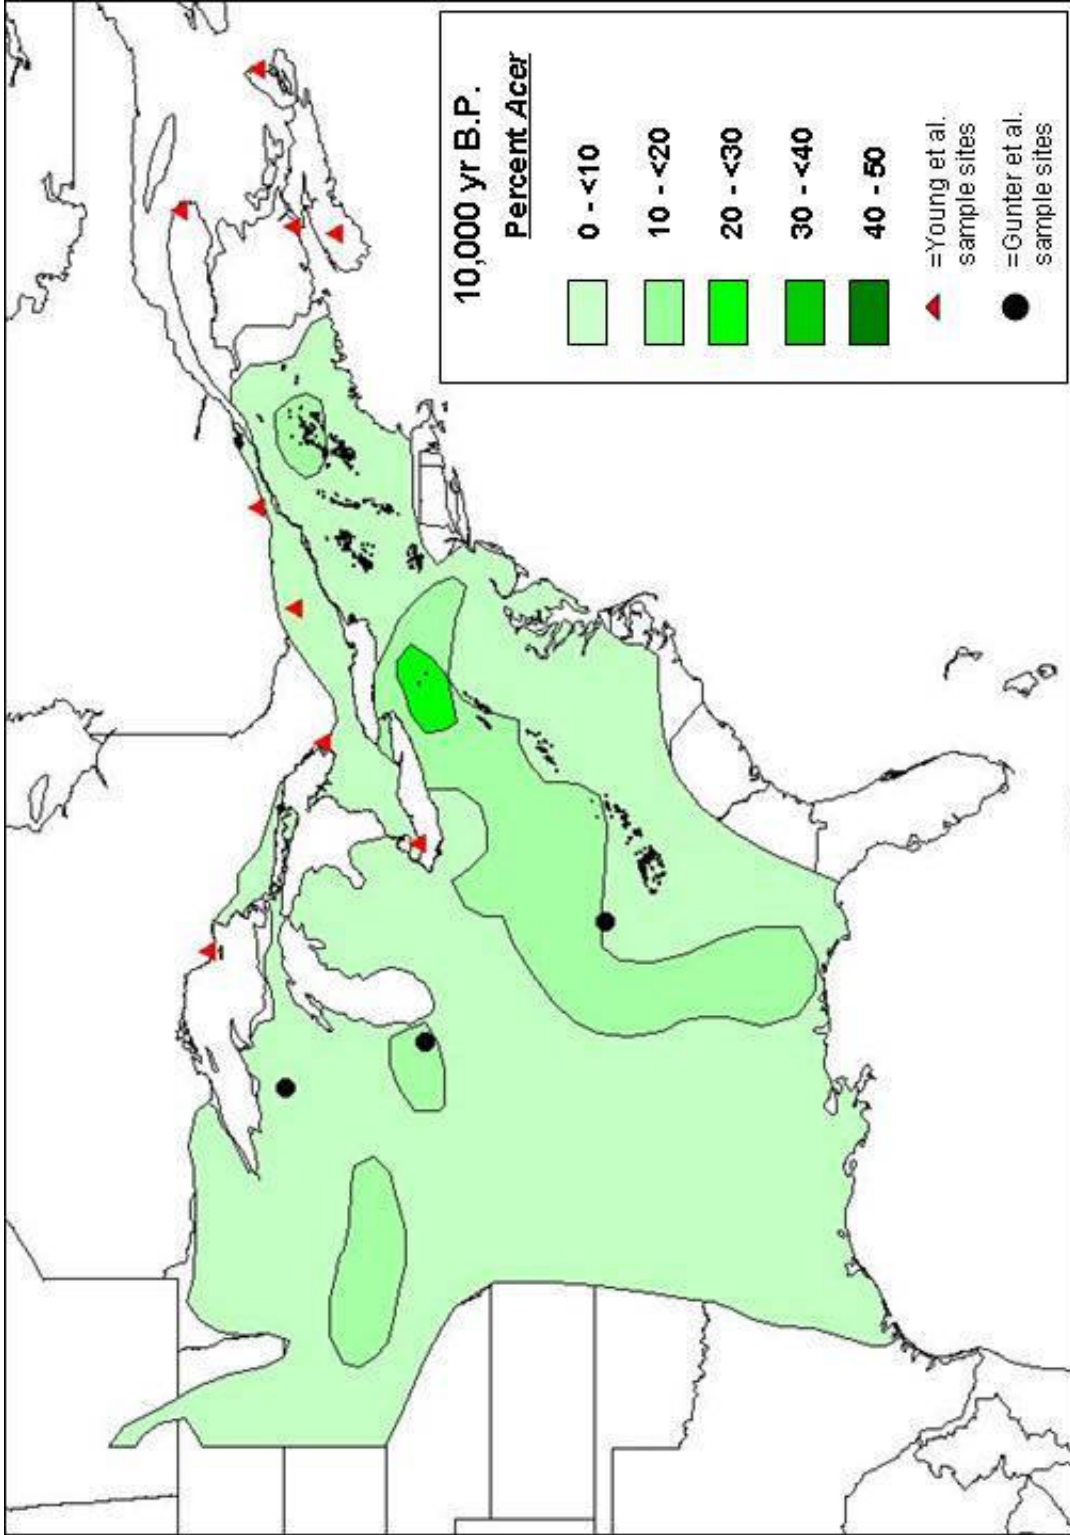 10,000 yr B.P.
Percent Acer
0 - <10
10 - <20
20 - <30
30 - <40
40 - 50
=Young et al.
sample sites
=Gunter et al.
sample sites